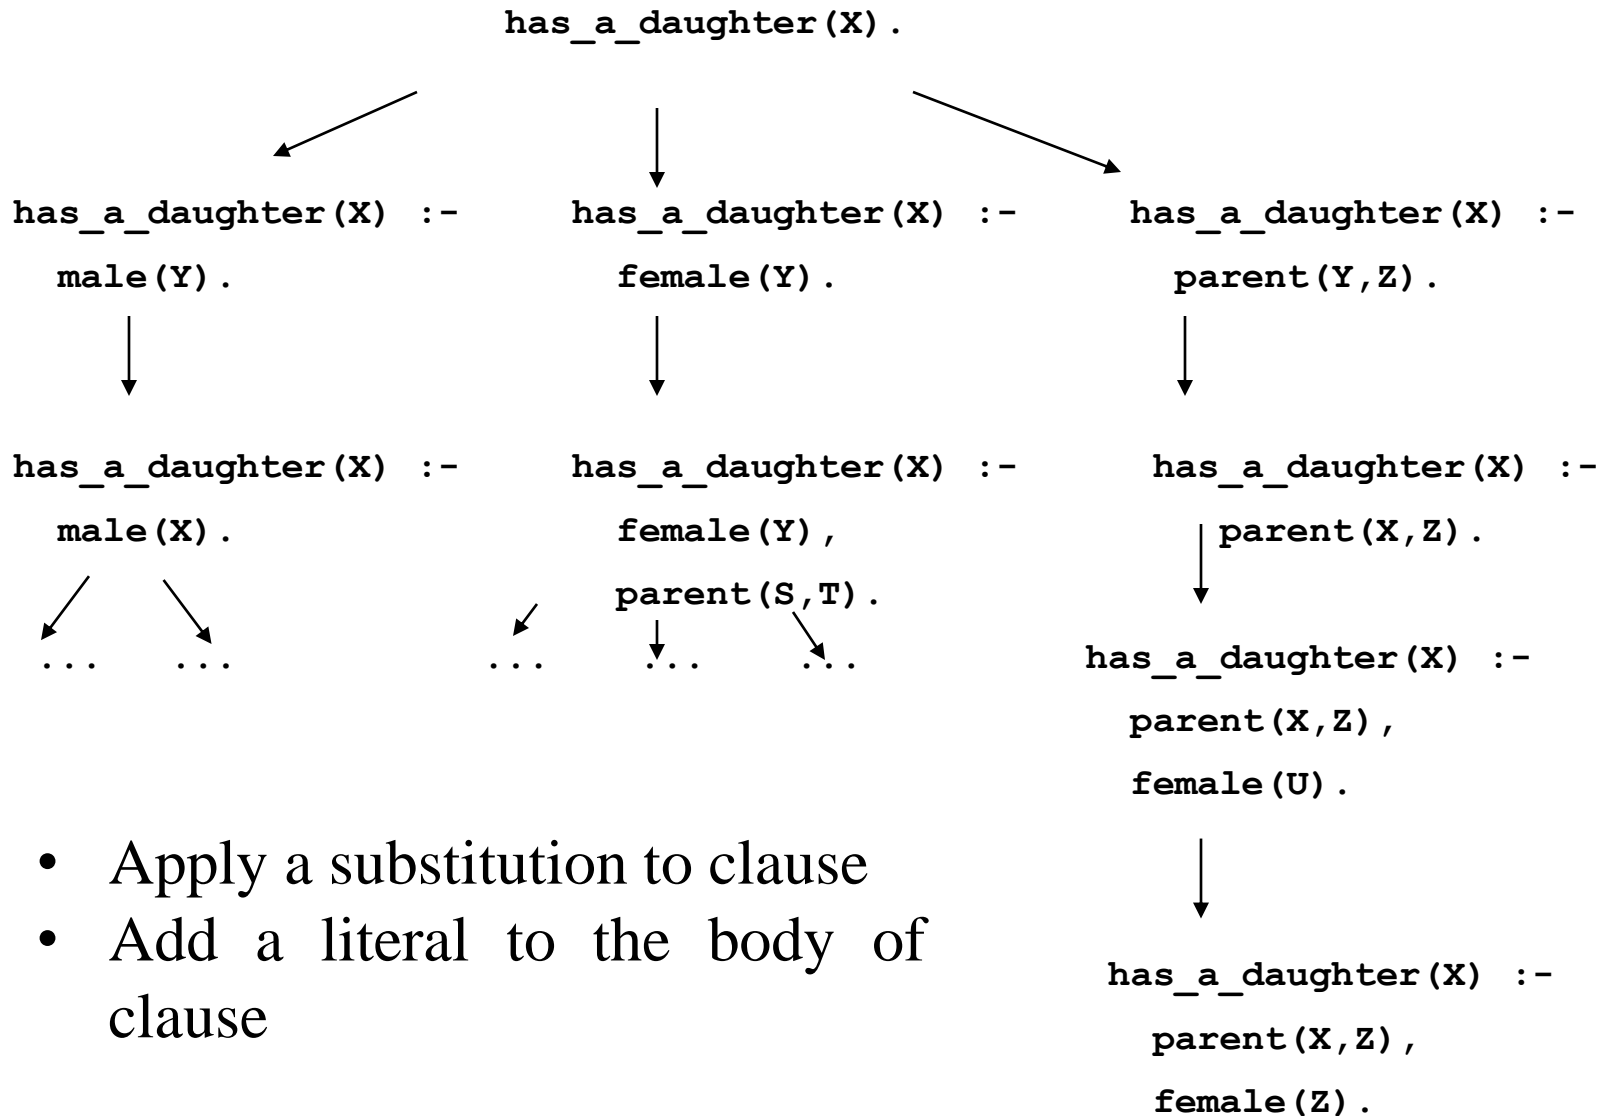 has_a_daughter(X).
has_a_daughter(X) :- has_a_daughter(X) :- has_a_daughter(X) :-
male(Y). female(Y). parent(Y,Z).
has_a_daughter(X) :- has_a_daughter(X) :- has_a_daughter(X) :-
male(X). female(Y), parent(X,Z).
parent(S,T).
... ... ... ... ... has_a_daughter(X) :-
parent(X,Z),
female(U).
• Apply a substitution to clause
• Add a literal to the body of
clause
has_a_daughter(X) :-
parent(X,Z),
female(Z).